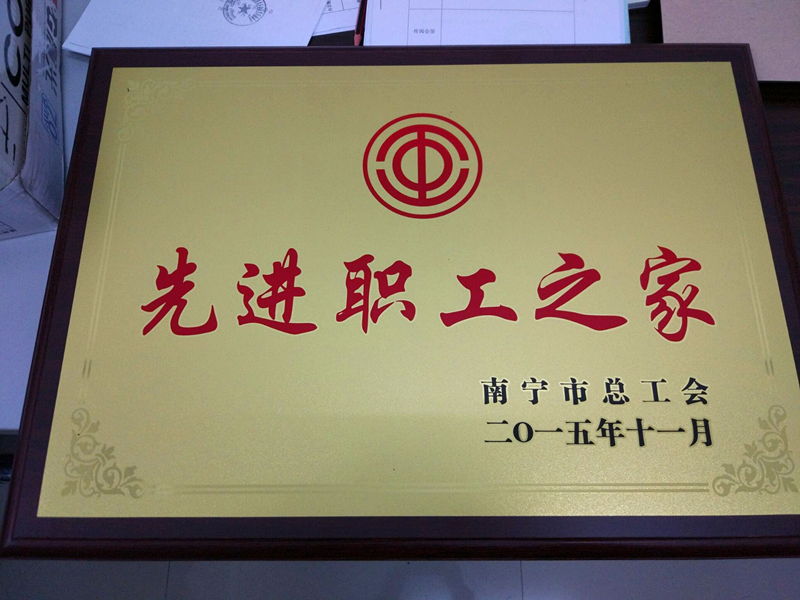 先进职工之家
南宁市总工会
二O一五年十一月